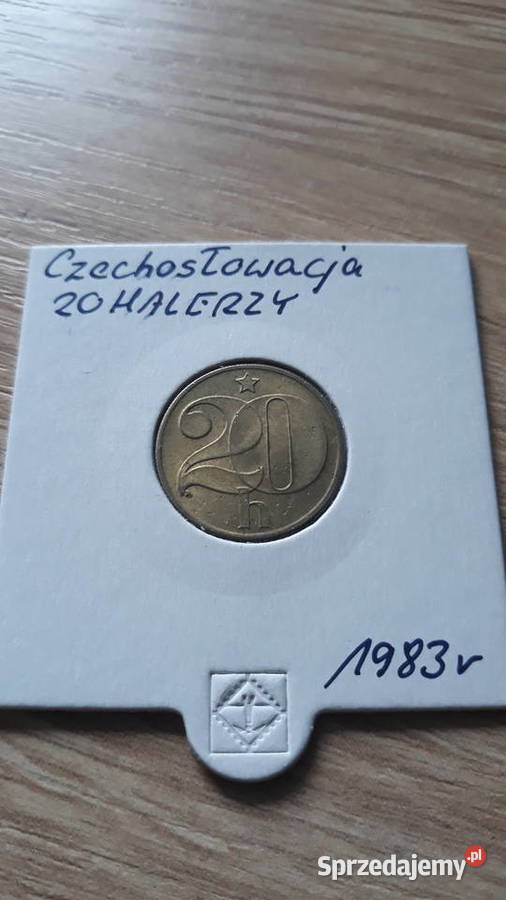 Czechosłowacja
20 HALERZY
20
h
1983r
Sprzedajemy.pl